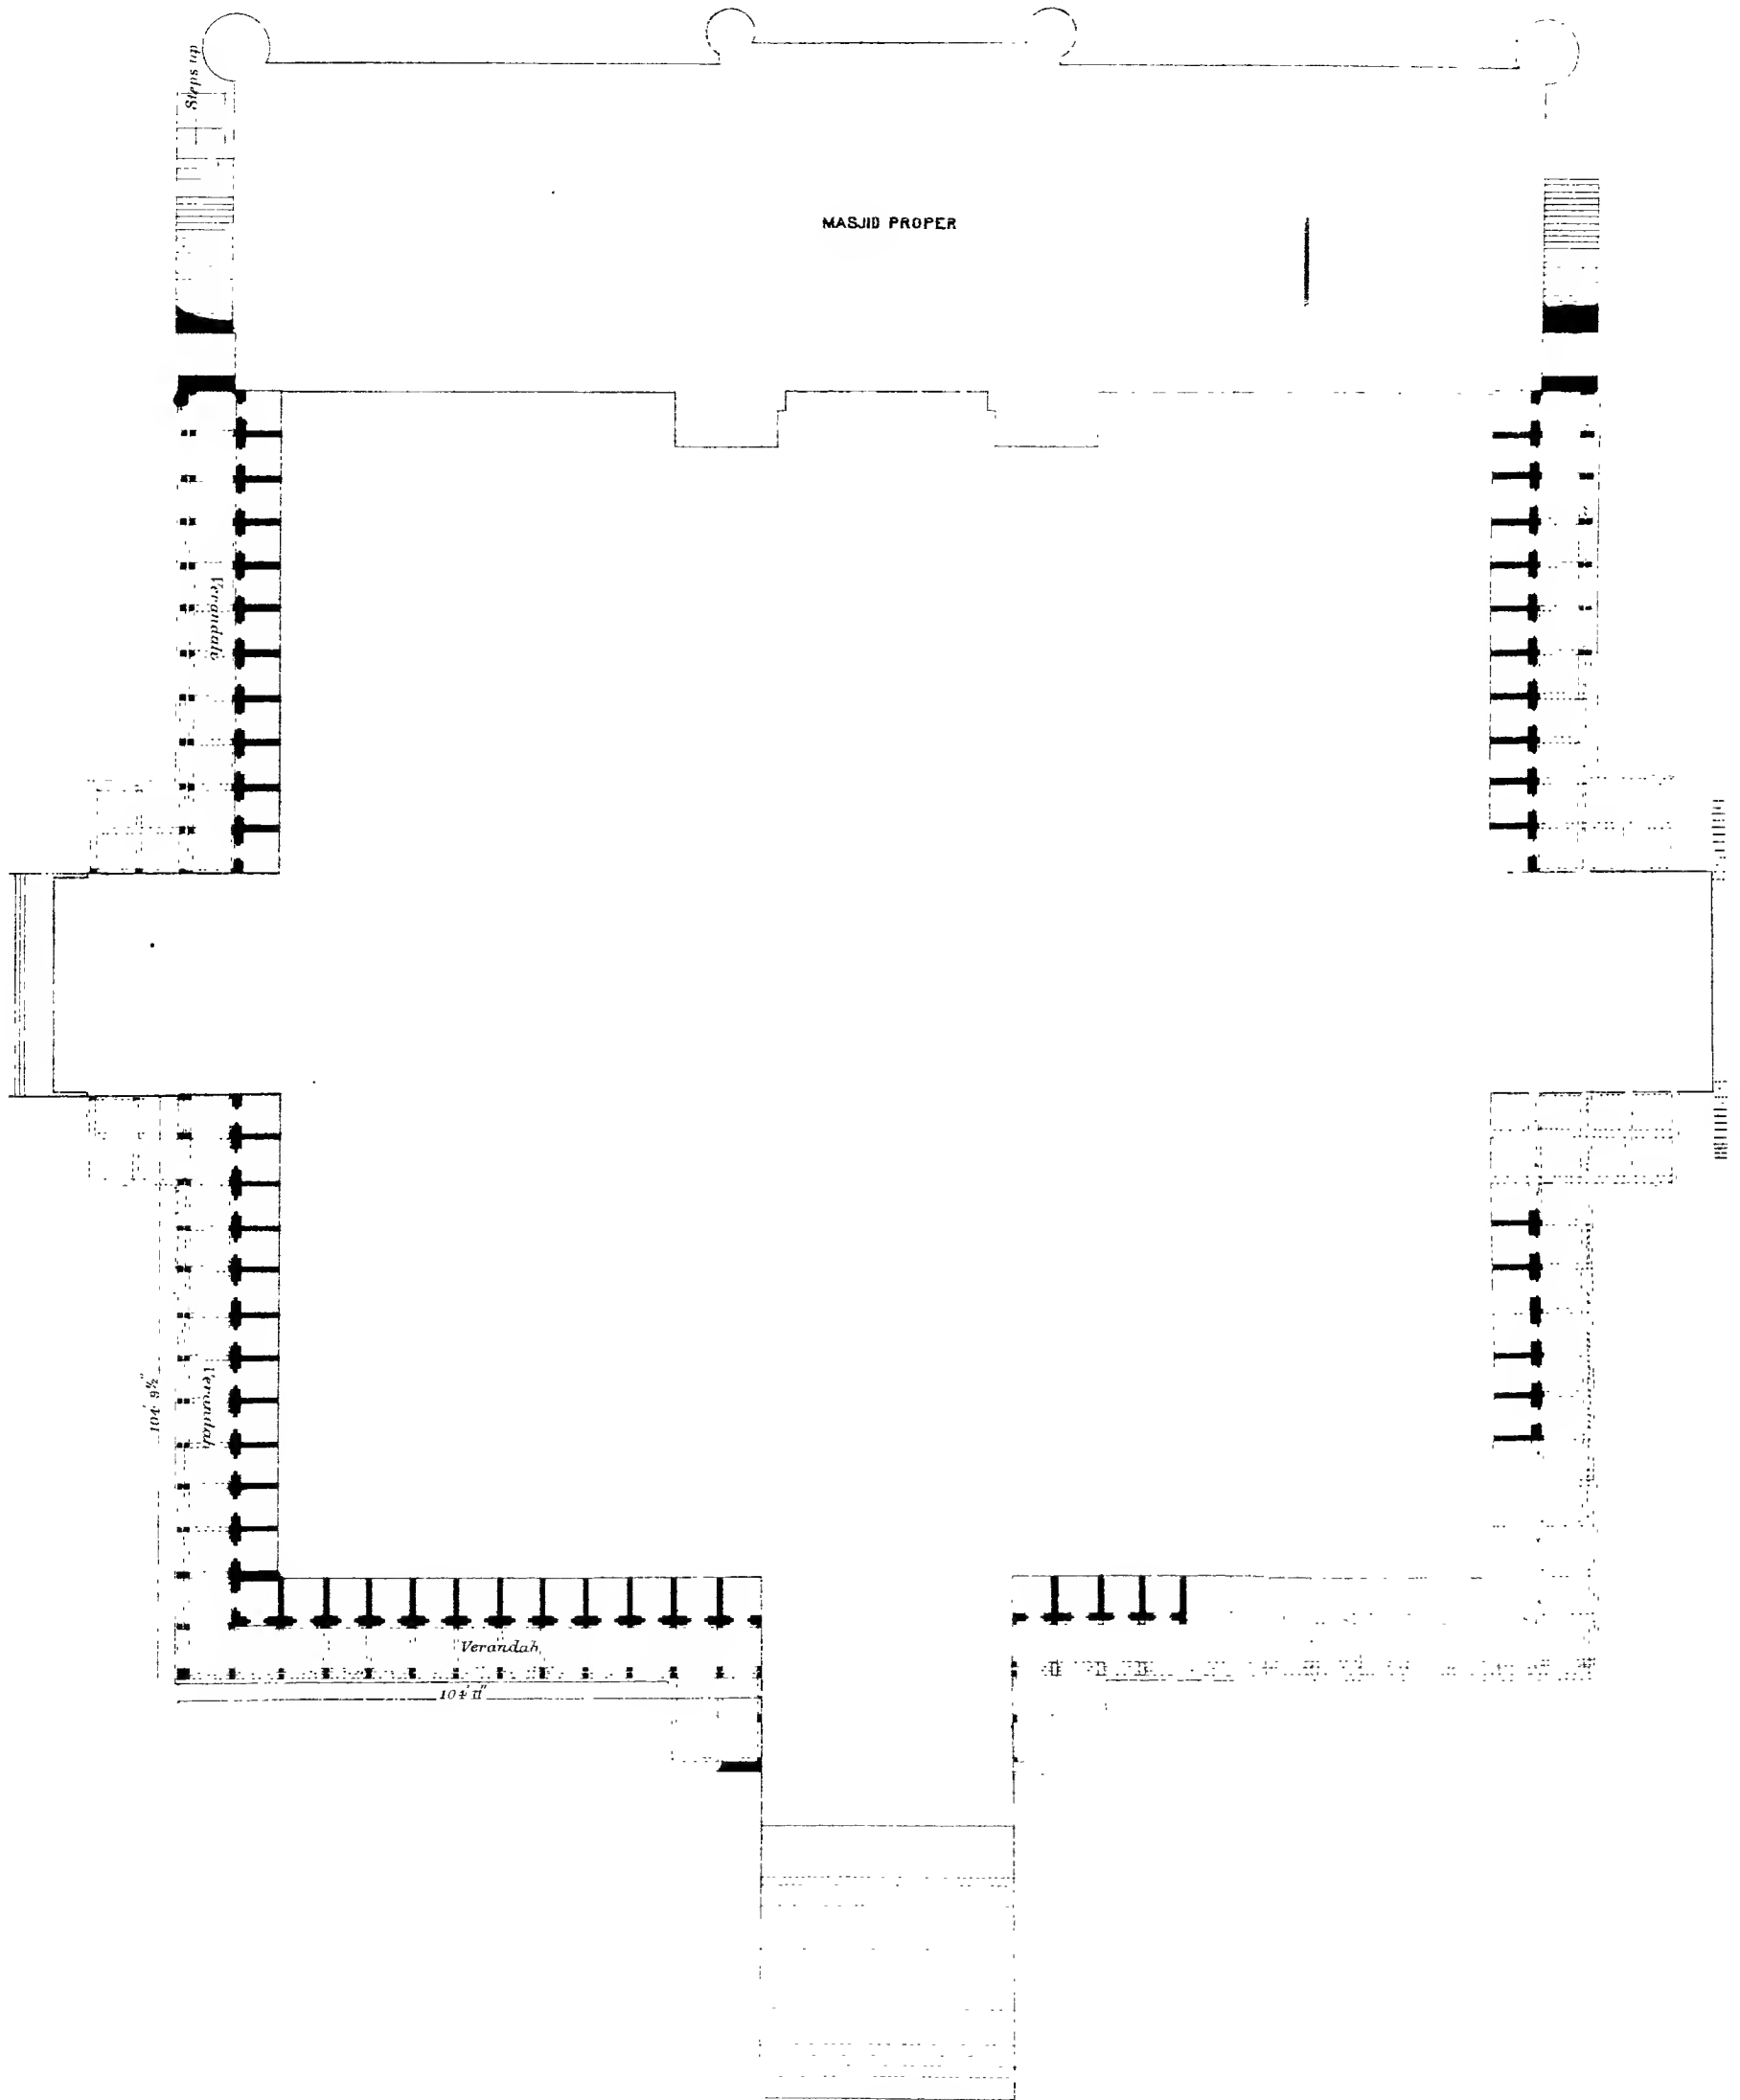 Steps up
MASJID PROPER
Verandah
Verandah
104' 9½"
Verandah
104' 11"